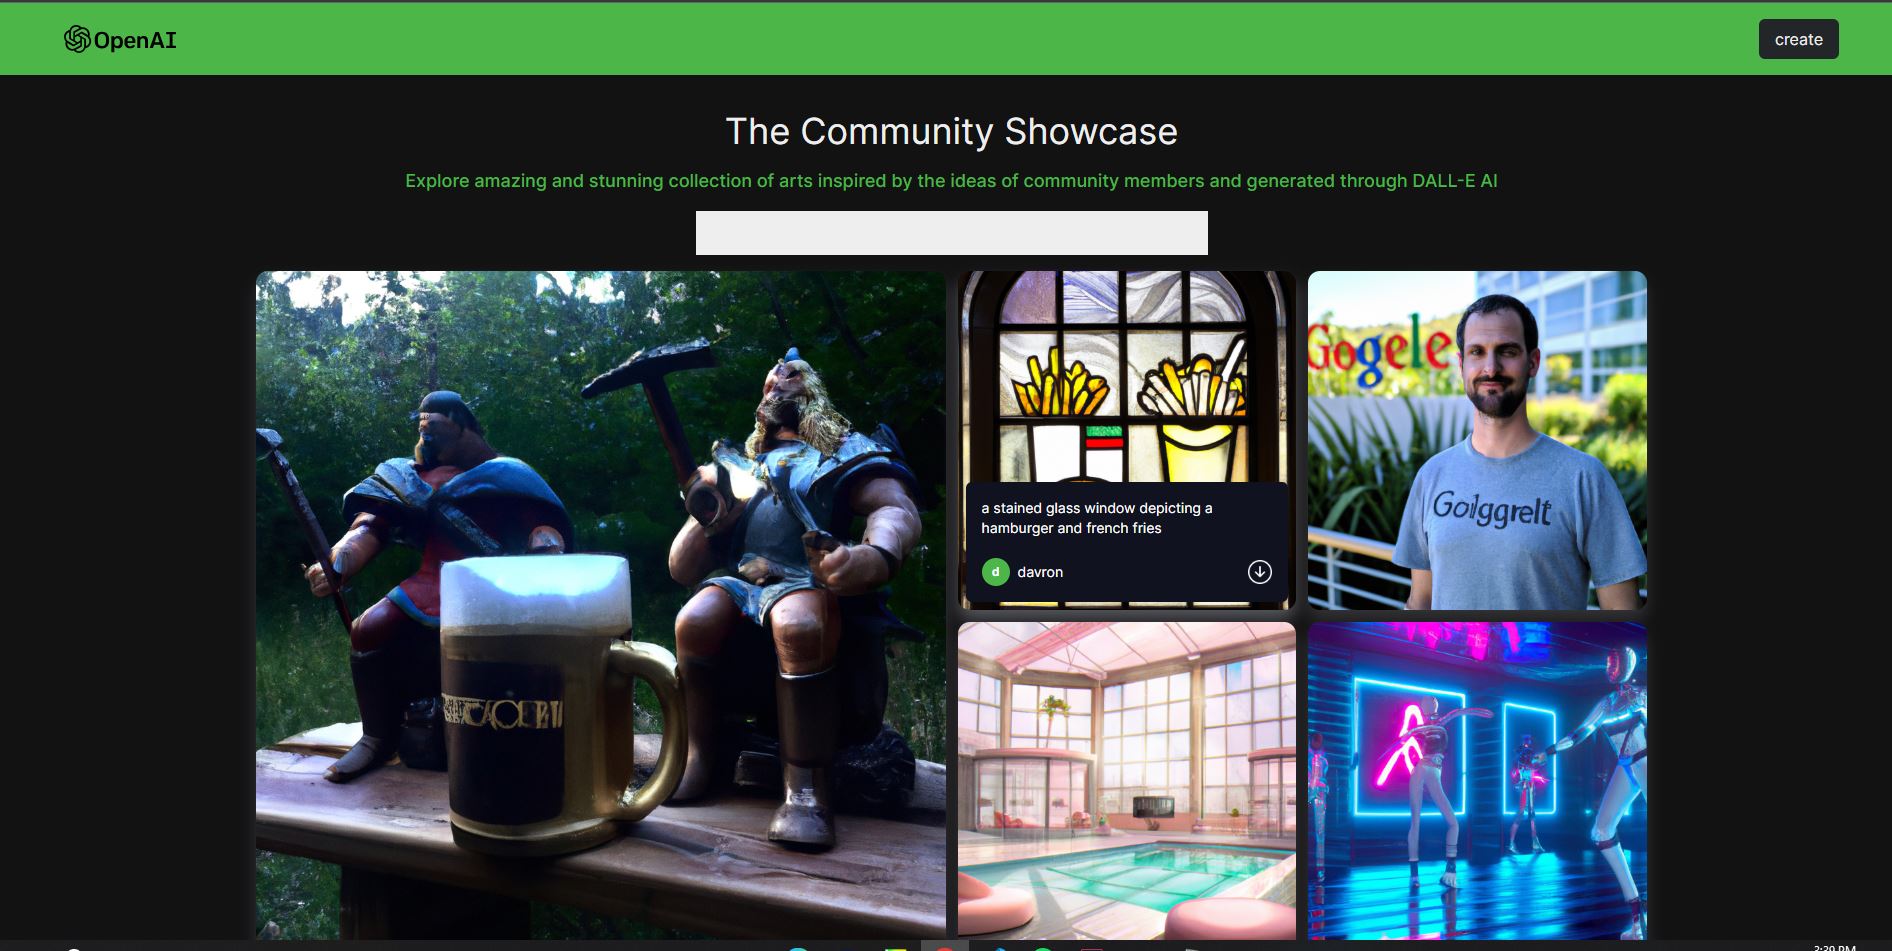 OpenAI
create
The Community Showcase
Explore amazing and stunning collection of arts inspired by the ideas of community members and generated through DALL-E AI
Gogele
Golggrelt
a stained glass window depicting a
hamburger and french fries
d davron